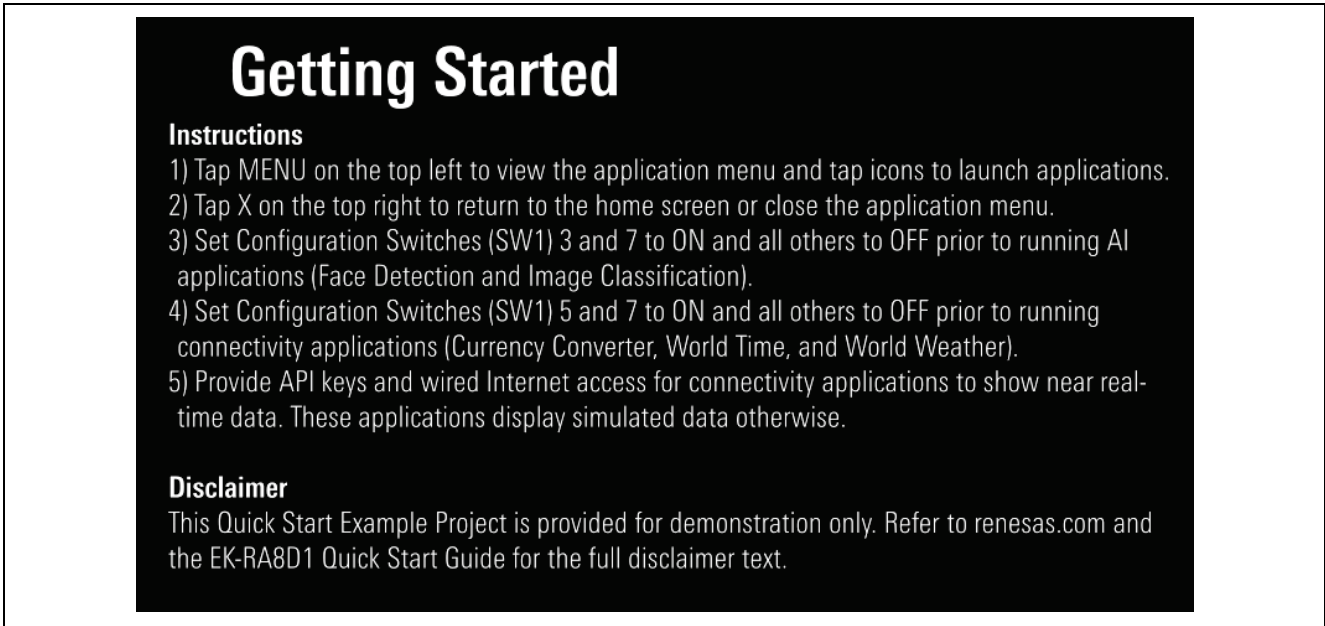 Getting Started
Instructions
1) Tap MENU on the top left to view the application menu and tap icons to launch applications.
2) Tap X on the top right to return to the home screen or close the application menu.
3) Set Configuration Switches (SW1) 3 and 7 to ON and all others to OFF prior to running AI
applications (Face Detection and Image Classification).
4) Set Configuration Switches (SW1) 5 and 7 to ON and all others to OFF prior to running
connectivity applications (Currency Converter, World Time, and World Weather).
5) Provide API keys and wired Internet access for connectivity applications to show near real-
time data. These applications display simulated data otherwise.
Disclaimer
This Quick Start Example Project is provided for demonstration only. Refer to renesas.com and
the EK-RA8D1 Quick Start Guide for the full disclaimer text.